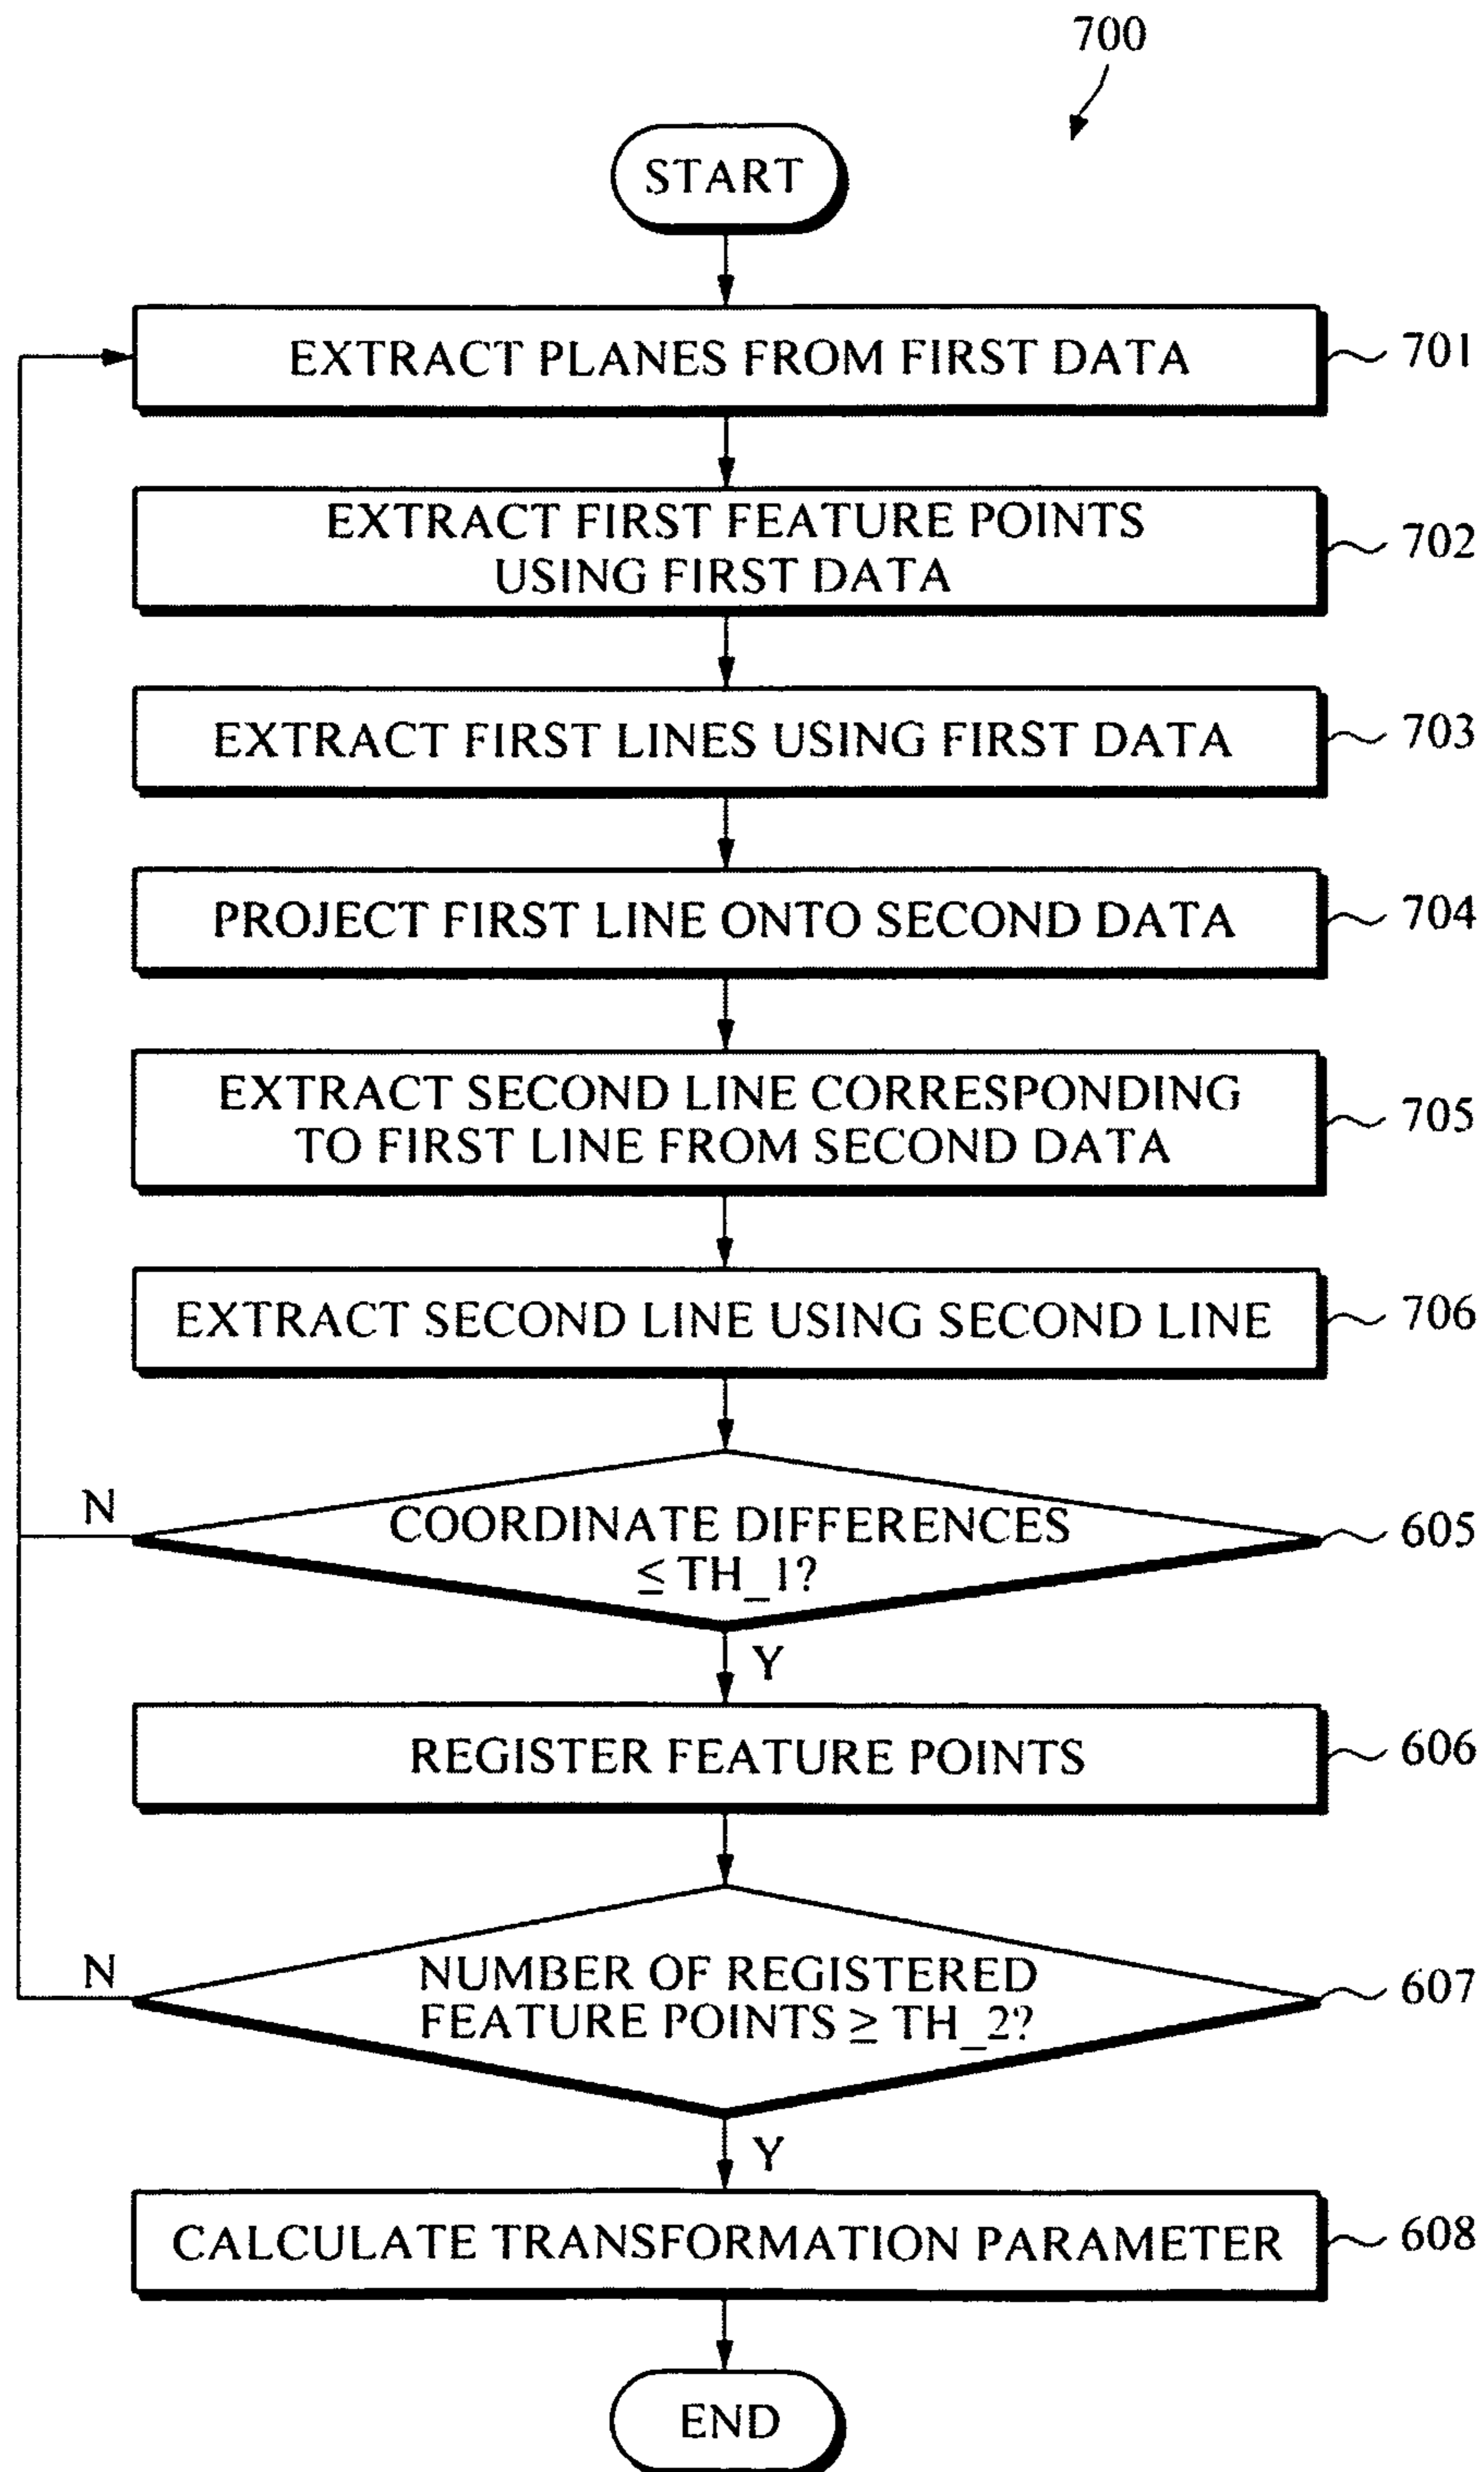 700
START
EXTRACT PLANES FROM FIRST DATA
701
EXTRACT FIRST FEATURE POINTS
USING FIRST DATA
702
EXTRACT FIRST LINES USING FIRST DATA
703
PROJECT FIRST LINE ONTO SECOND DATA
704
EXTRACT SECOND LINE CORRESPONDING
TO FIRST LINE FROM SECOND DATA
705
EXTRACT SECOND LINE USING SECOND LINE
706
N
COORDINATE DIFFERENCES
≤ TH_1?
605
Y
REGISTER FEATURE POINTS
606
N
NUMBER OF REGISTERED
FEATURE POINTS ≥ TH_2?
607
Y
CALCULATE TRANSFORMATION PARAMETER
608
END